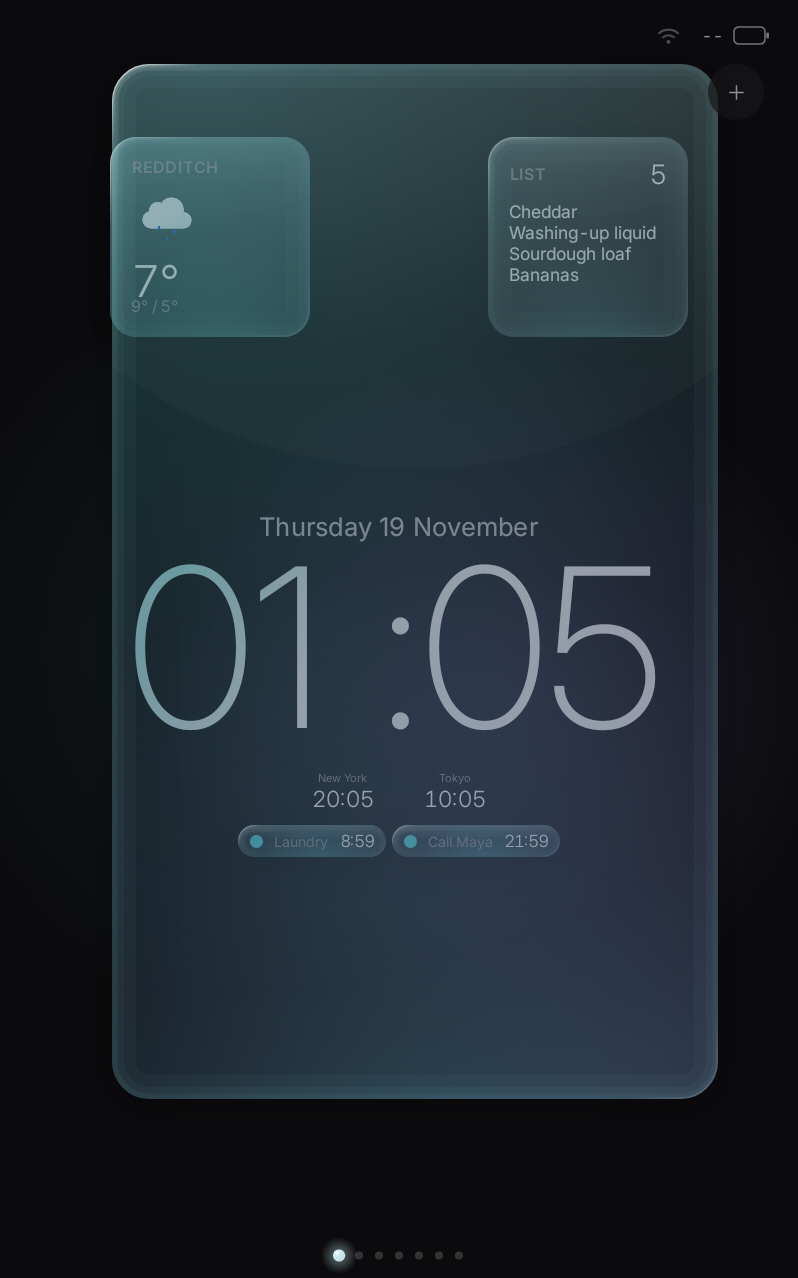 --
+
REDDITCH
7°
9° / 5°
LIST 5
Cheddar
Washing-up liquid
Sourdough loaf
Bananas
Thursday 19 November
01:05
New York
20:05
Tokyo
10:05
Laundry 8:59
Call Maya 21:59